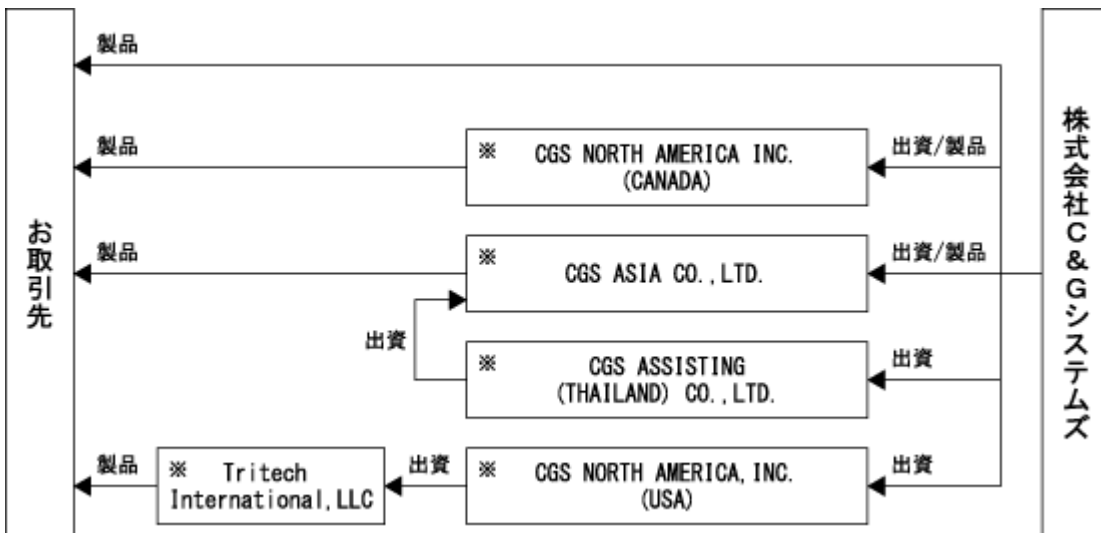 製品
製品
※ CGS NORTH AMERICA INC.
(CANADA)
出資/製品
お取引先
製品
※ CGS ASIA CO.,LTD.
出資/製品
株式会社C&Gシステムズ
出資
※ CGS ASSISTING
(THAILAND) CO.,LTD.
出資
製品
※ Tritech
International,LLC
出資
※ CGS NORTH AMERICA,INC.
(USA)
出資